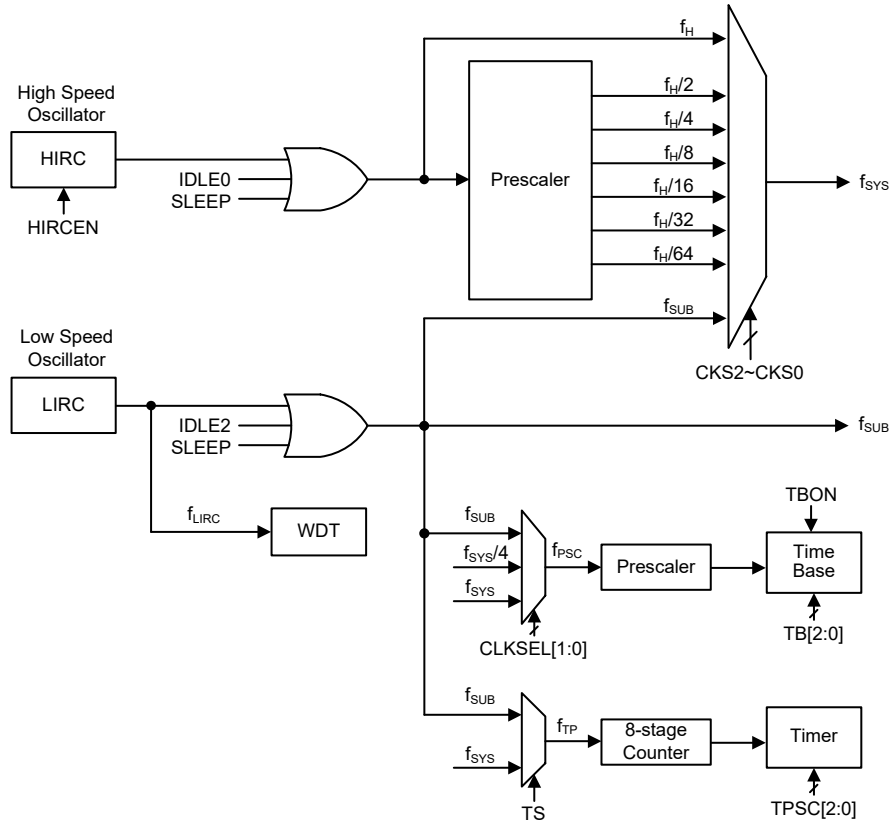 f_H
High Speed
Oscillator
HIRC
HIRCEN
IDLE0
SLEEP
Prescaler
f_H/2
f_H/4
f_H/8
f_H/16
f_H/32
f_H/64
f_SUB
f_SYS
CKS2~CKS0
Low Speed
Oscillator
LIRC
IDLE2
SLEEP
f_SUB
f_LIRC
WDT
f_SUB
f_SYS/4
f_SYS
f_PSC
CLKSEL[1:0]
Prescaler
TBON
Time
Base
TB[2:0]
f_SUB
f_SYS
f_TP
TS
8-stage
Counter
Timer
TPSC[2:0]